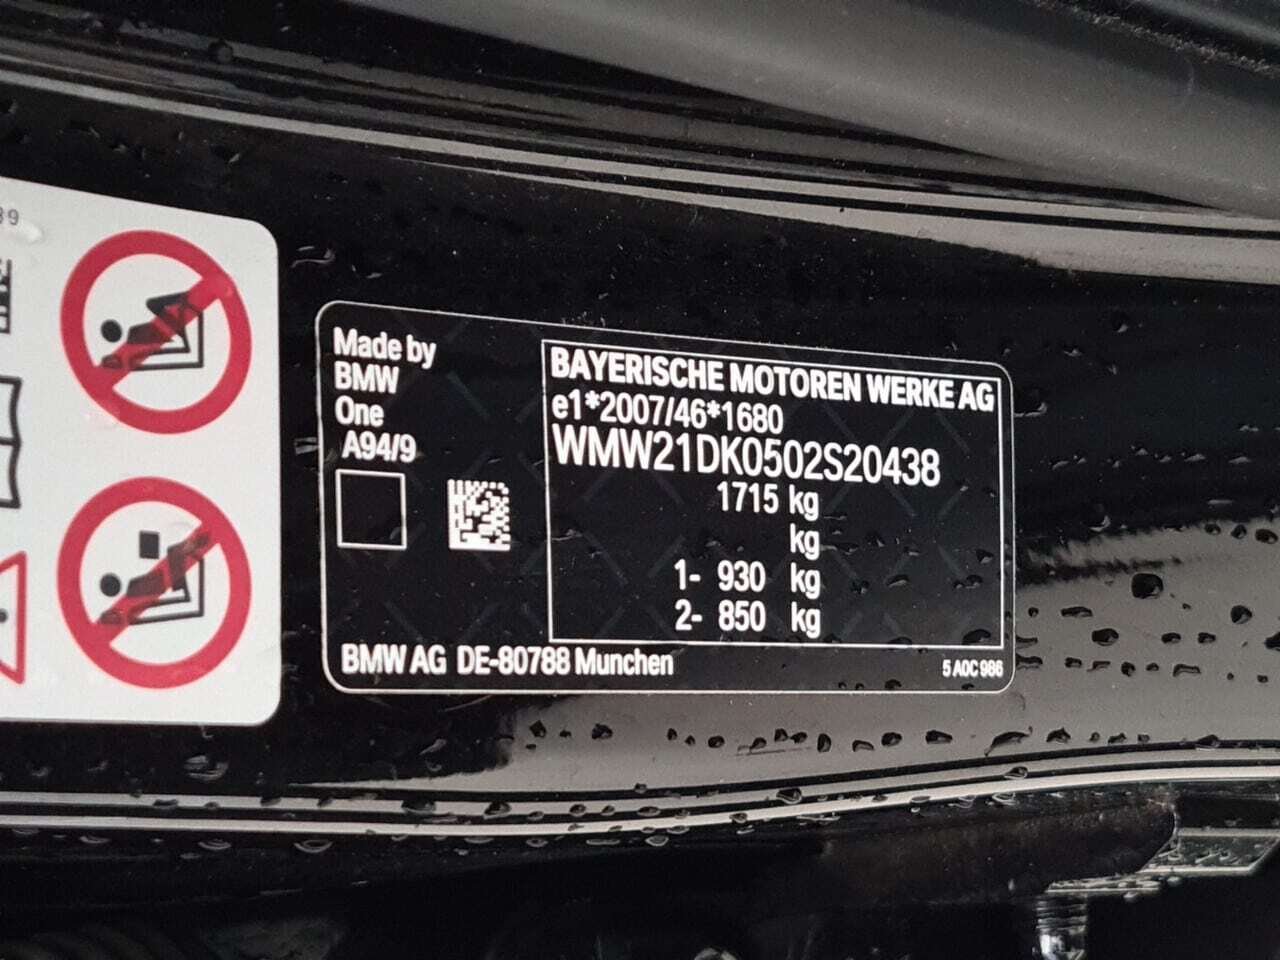 39
Made by
BMW
One
A94/9
BAYERISCHE MOTOREN WERKE AG
e1*2007/46*1680
WMW21DK0502S20438
1715 kg
kg
1- 930 kg
2- 850 kg
BMW AG DE-80788 Munchen
5 A0C 986